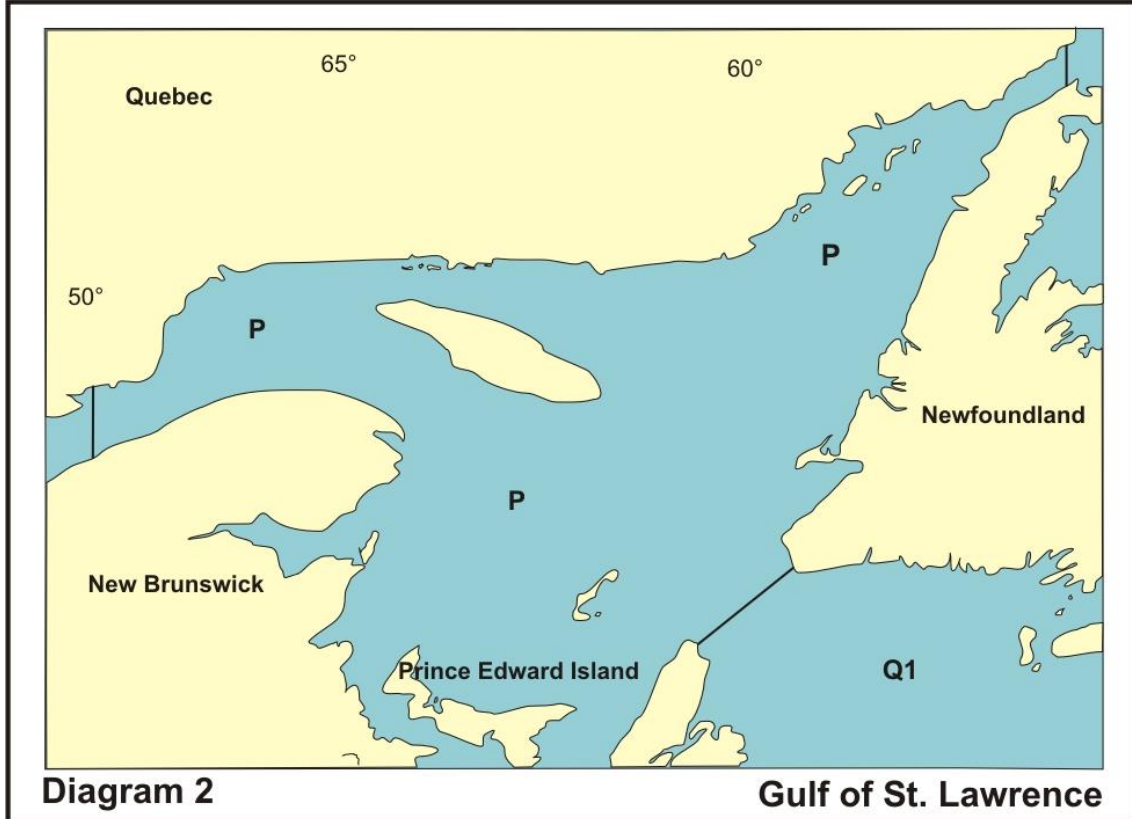 65°
60°
Quebec
P
50°
P
Newfoundland
P
New Brunswick
Prince Edward Island
Q1
Diagram 2
Gulf of St. Lawrence